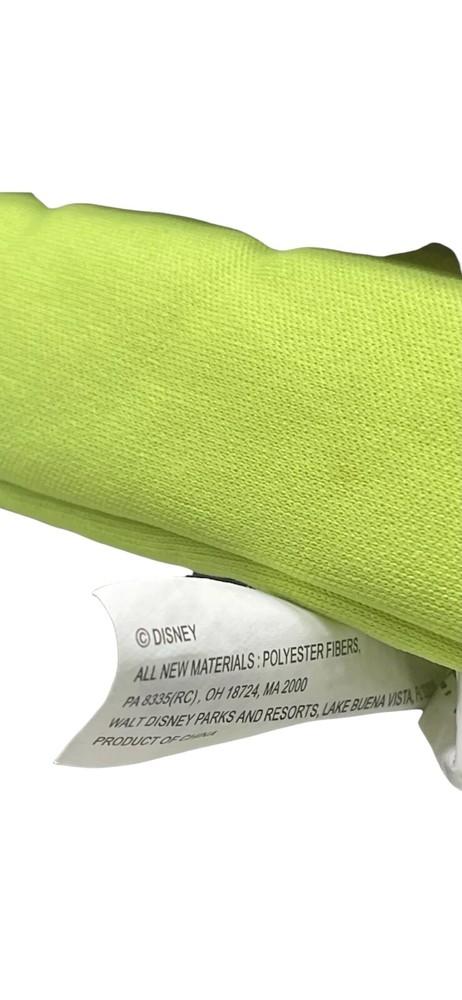 © DISNEY
ALL NEW MATERIALS : POLYESTER FIBERS,
PA 8335(RC), OH 18724, MA 2000
WALT DISNEY PARKS AND RESORTS, LAKE BUENA VISTA,
PRODUCT OF CHINA